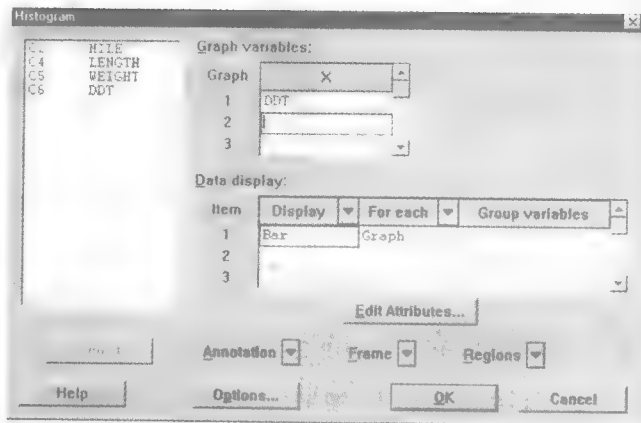 Histogram
C3 MILE
C4 LENGTH
C5 WEIGHT
C6 DDT
Graph variables:
Graph X
1 DDT
2
3
Data display:
Item Display For each Group variables
1 Bar Graph
2
3
Edit Attributes...
Annotation Frame Regions
Help Options... OK Cancel